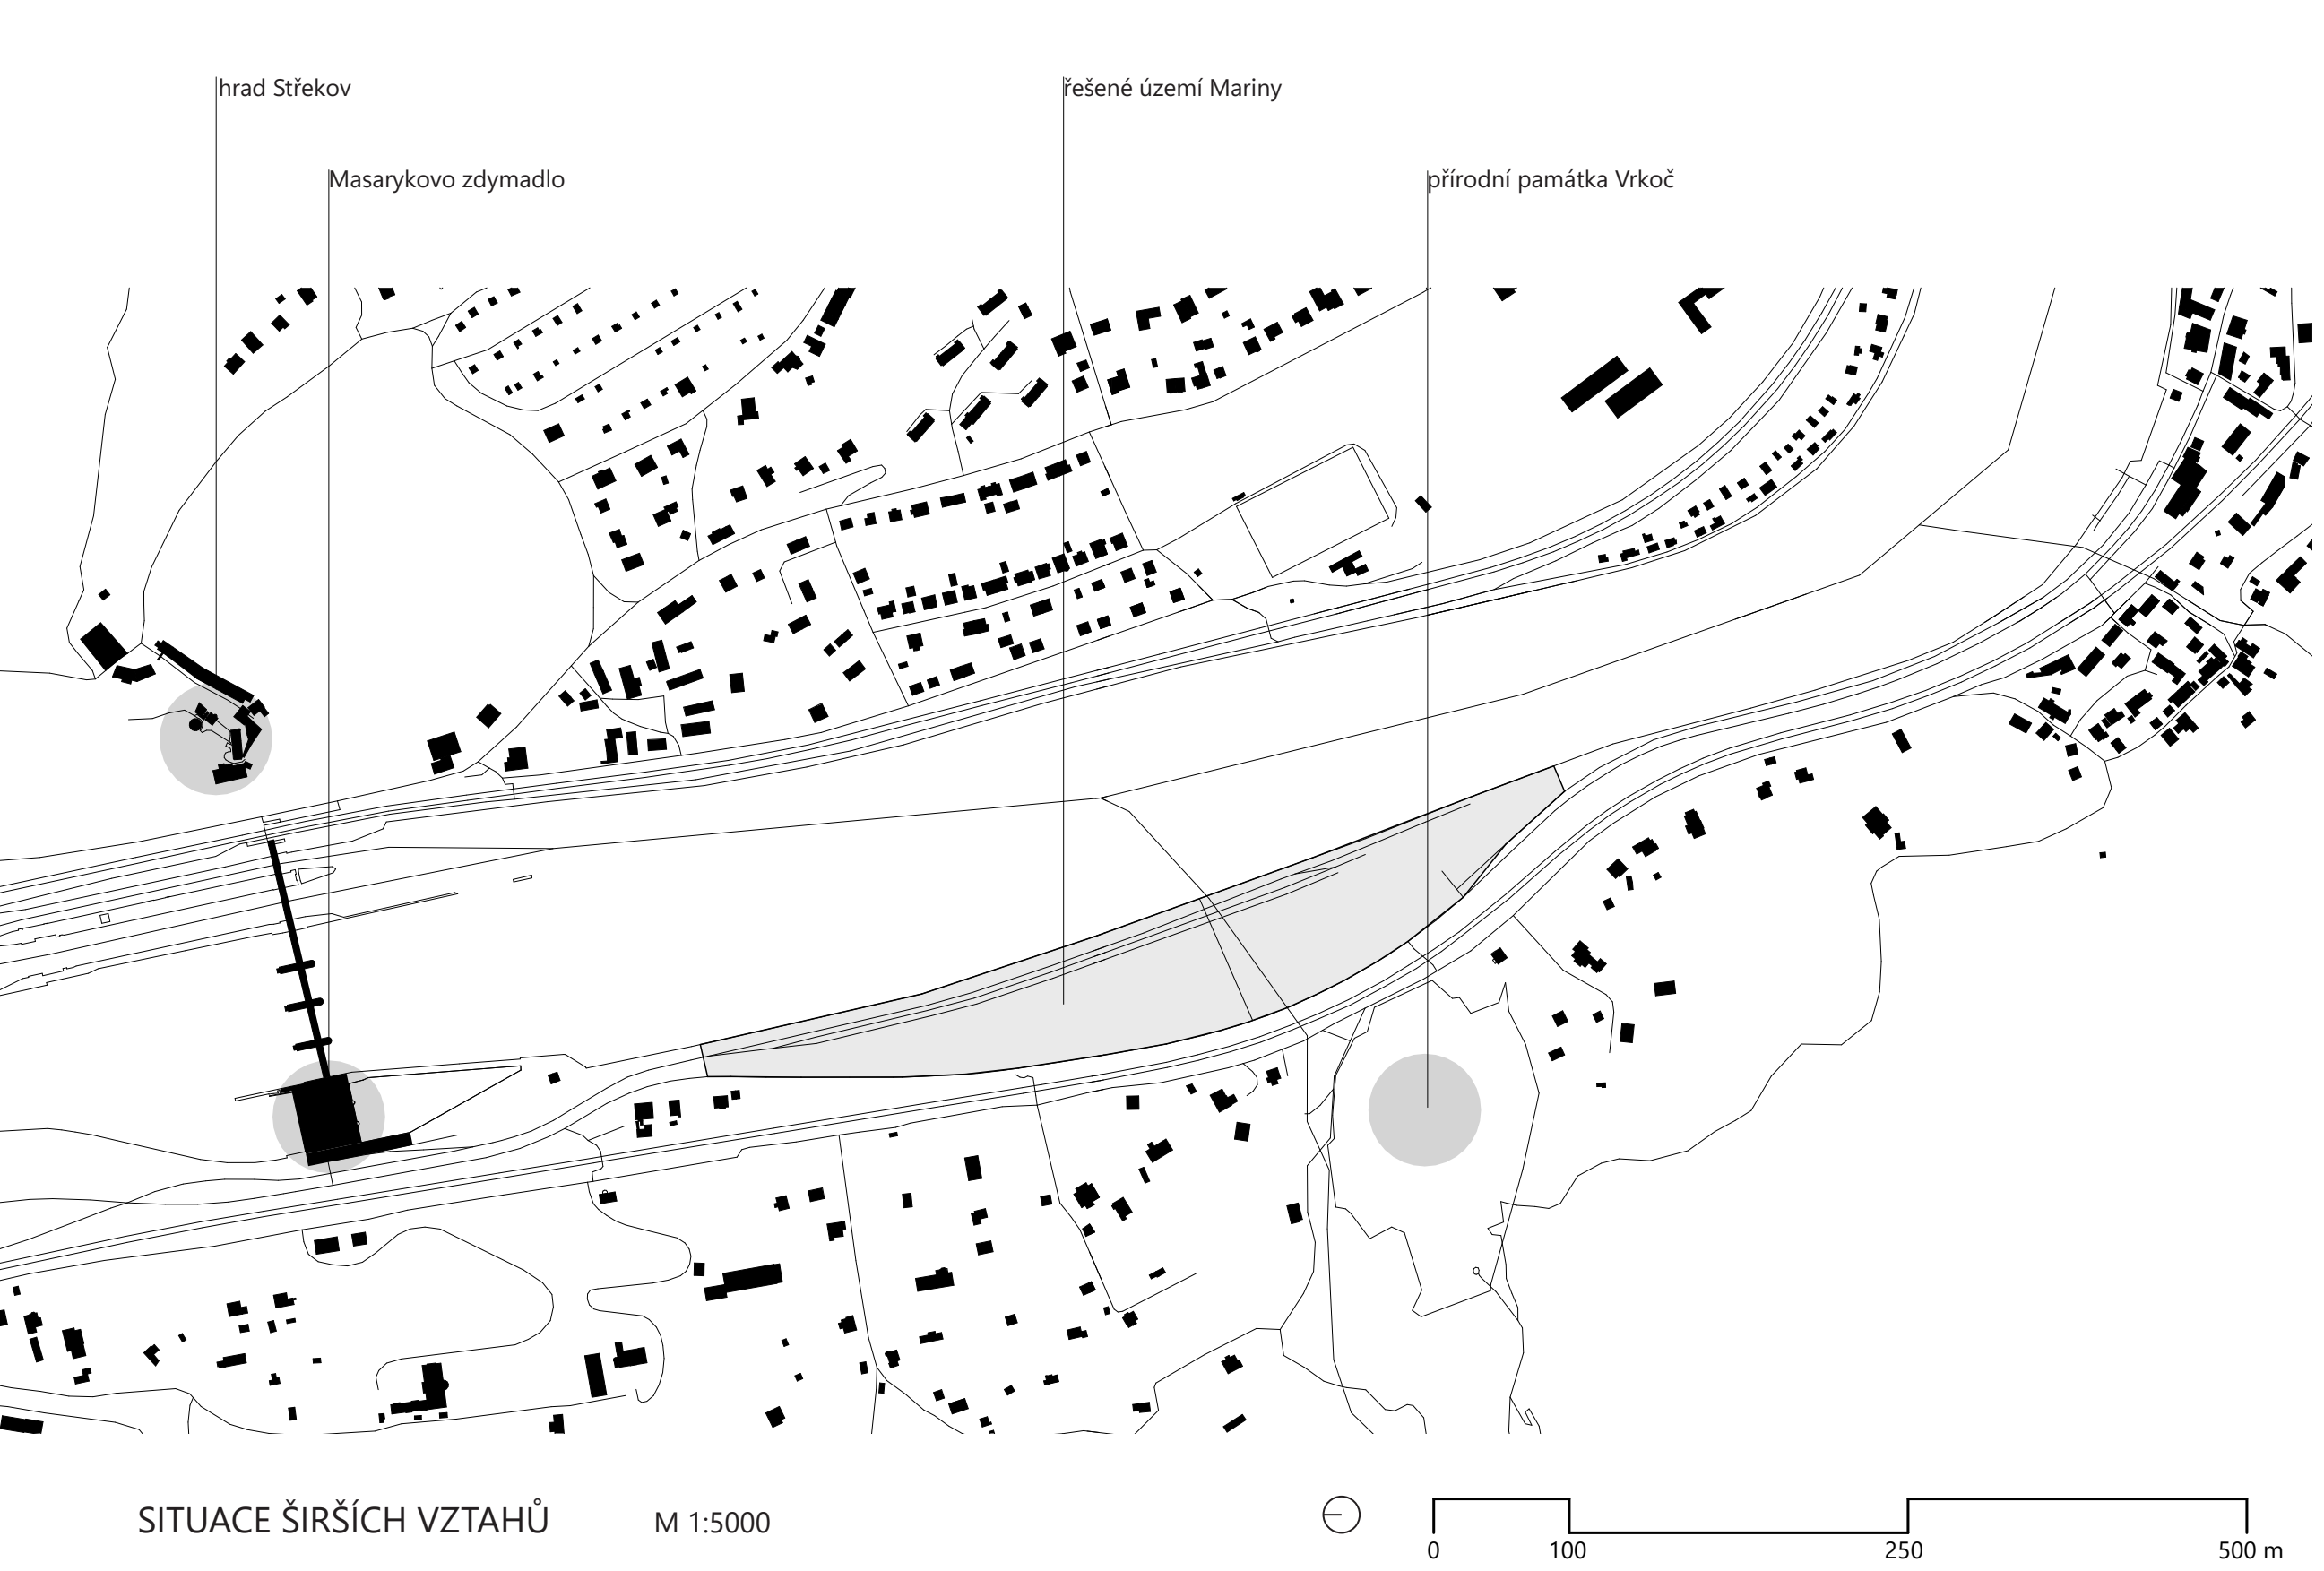 hrad Střekov
řešené území Mariny
Masarykovo zdymadlo
přírodní památka Vrkoč
SITUACE ŠIRŠÍCH VZTAHŮ
M 1:5000
0 100 250 500 m